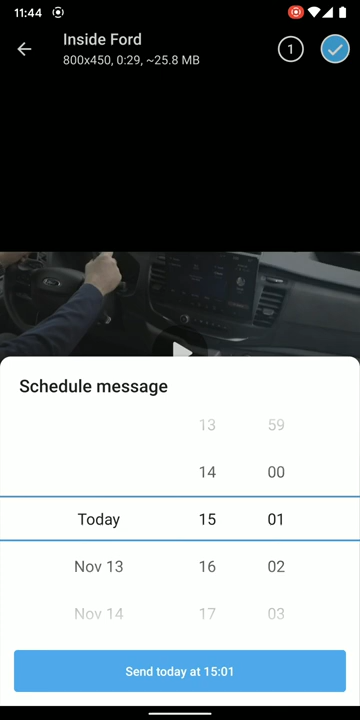 11:44
Inside Ford
800x450, 0:29, ~25.8 MB
1
Schedule message
13 59
14 00
Today 15 01
Nov 13 16 02
Nov 14 17 03
Send today at 15:01